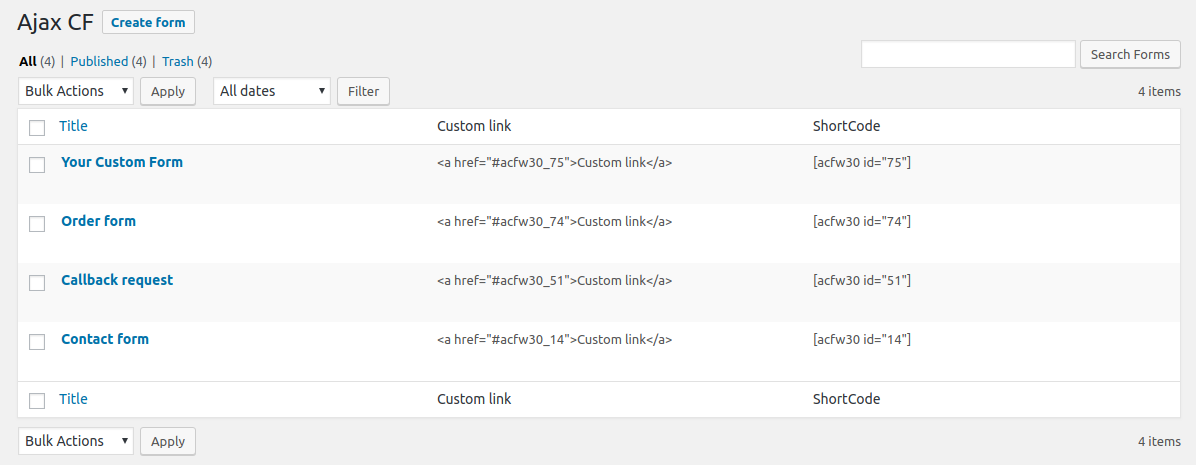 Ajax CF Create form
All (4) | Published (4) | Trash (4)
Search Forms
Bulk Actions Apply All dates Filter 4 items
Title Custom link ShortCode
Your Custom Form <a href="#acfw30_75">Custom link</a> [acfw30 id="75"]
Order form <a href="#acfw30_74">Custom link</a> [acfw30 id="74"]
Callback request <a href="#acfw30_51">Custom link</a> [acfw30 id="51"]
Contact form <a href="#acfw30_14">Custom link</a> [acfw30 id="14"]
Title Custom link ShortCode
Bulk Actions Apply 4 items